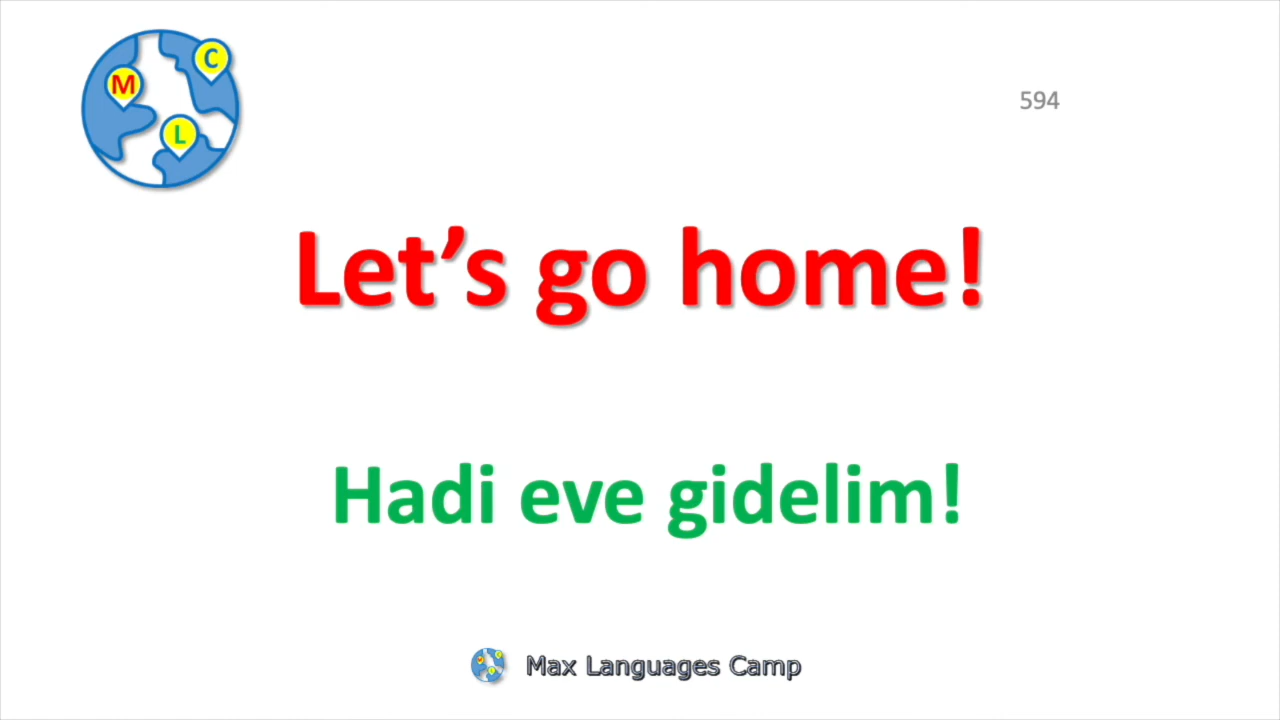 C
M
L
594
Let’s go home!
Hadi eve gidelim!
Max Languages Camp